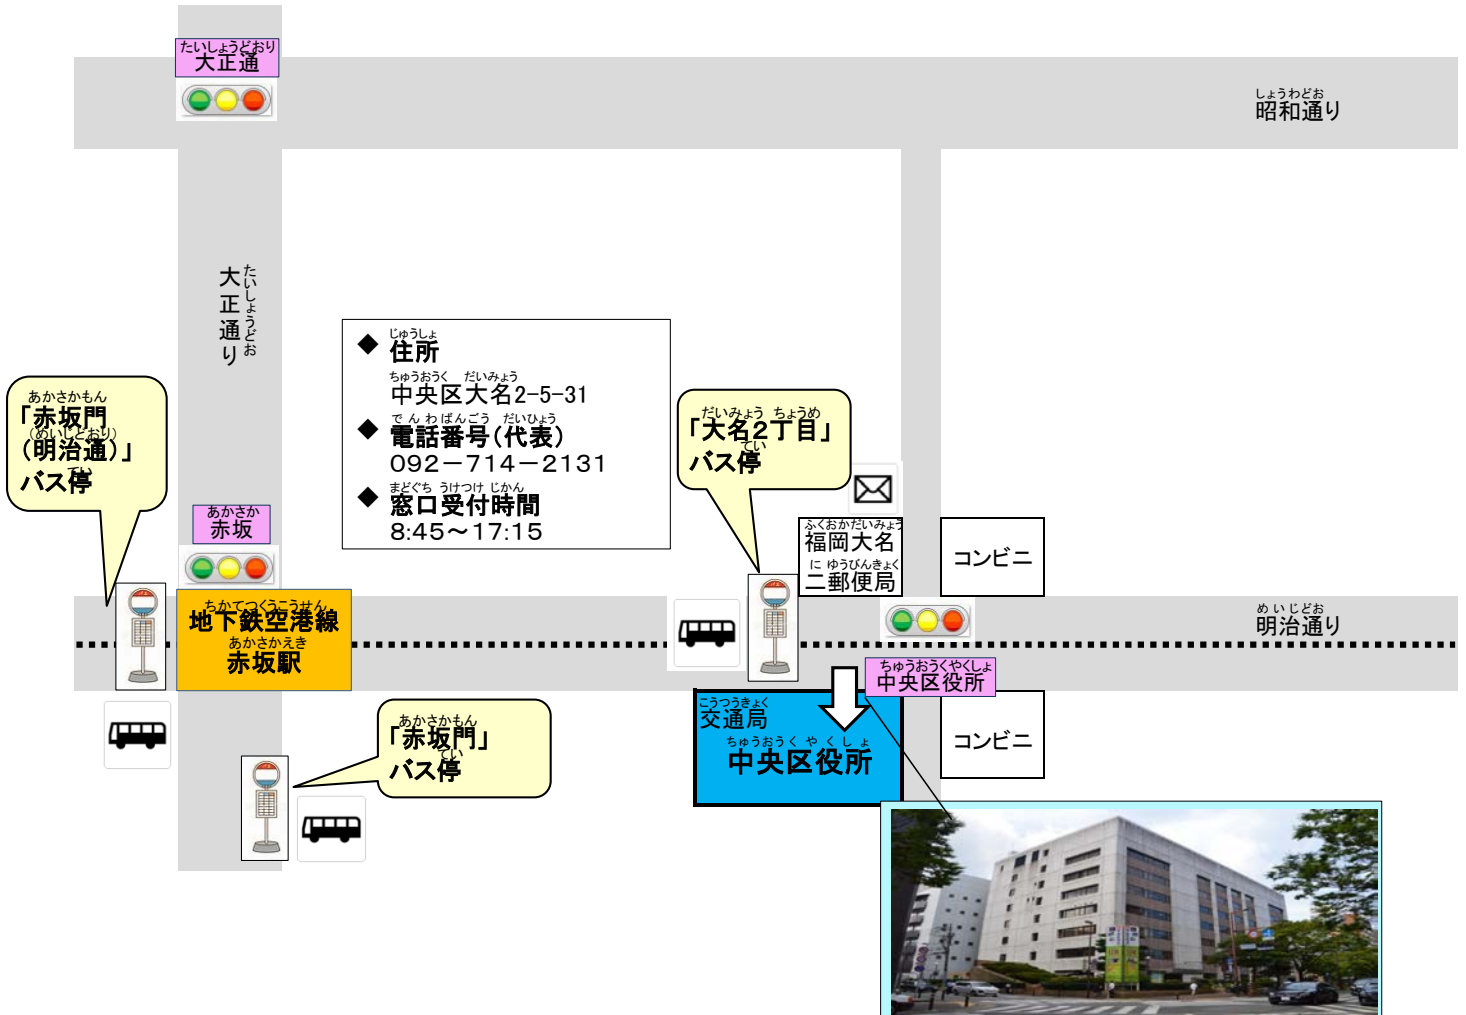 たいしょうどおり
大正通
しょうわどお
昭和通り
たいしょうどお
大正通り
じゅうしょ
◆ 住所
ちゅうおうく だいみょう
中央区大名2-5-31
でんわばんごう だいひょう
◆ 電話番号(代表)
092-714-2131
まどぐち うけつけ じかん
◆ 窓口受付時間
8:45～17:15
あかさかもん
「赤坂門
(めいじどおり)
(明治通)」
てい
バス停
だいみょう ちょうめ
「大名2丁目」
てい
バス停
あかさか
赤坂
ふくおかだいみょう
福岡大名
に ゆうびんきょく
二郵便局
コンビニ
ちかてつくうこうせん
地下鉄空港線
あかさかえき
赤坂駅
めいじどお
明治通り
ちゅうおうくやくしょ
中央区役所
こうつうきょく
交通局
ちゅうおうくやくしょ
中央区役所
コンビニ
あかさかもん
「赤坂門」
てい
バス停